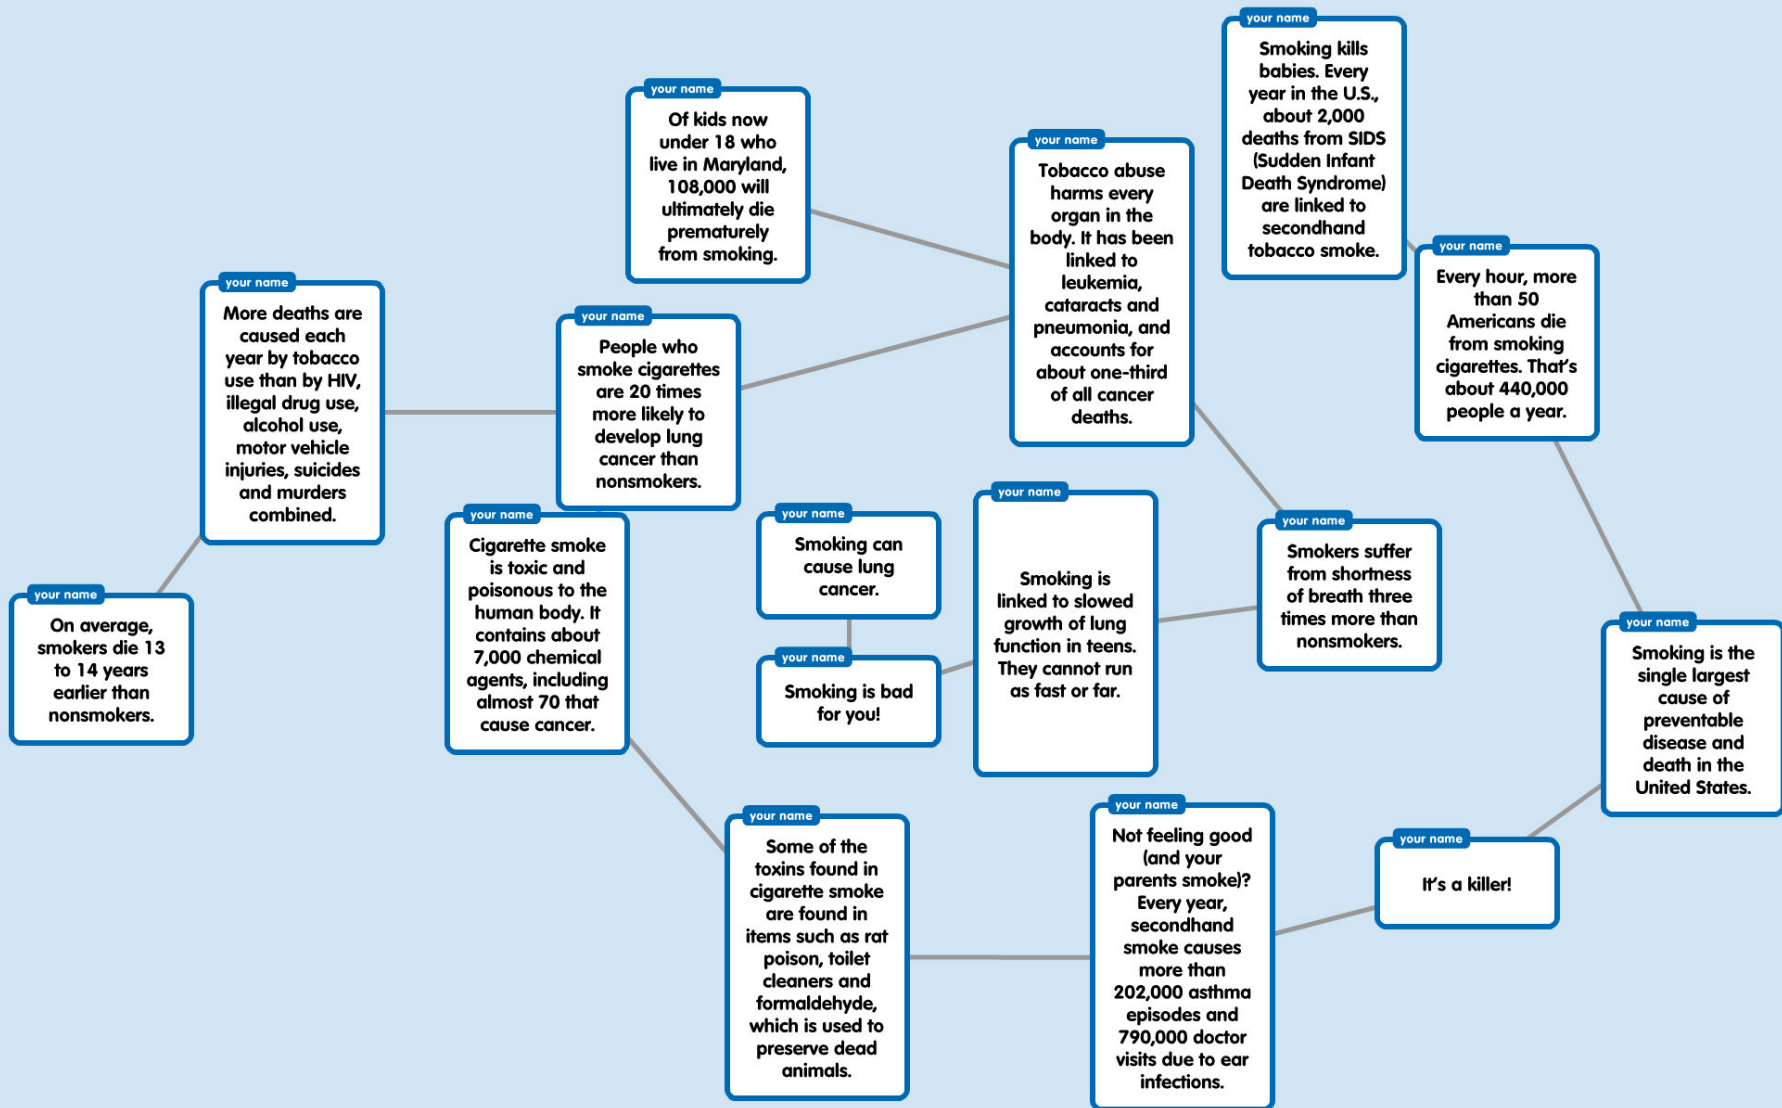 your name
Smoking kills
babies. Every
year in the U.S.,
about 2,000
deaths from SIDS
(Sudden Infant
Death Syndrome)
are linked to
secondhand
tobacco smoke.
your name
Of kids now
under 18 who
live in Maryland,
108,000 will
ultimately die
prematurely
from smoking.
your name
Tobacco abuse
harms every
organ in the
body. It has been
linked to
leukemia,
cataracts and
pneumonia, and
accounts for
about one-third
of all cancer
deaths.
your name
Every hour, more
than 50
Americans die
from smoking
cigarettes. That's
about 440,000
people a year.
your name
More deaths are
caused each
year by tobacco
use than by HIV,
illegal drug use,
alcohol use,
motor vehicle
injuries, suicides
and murders
combined.
your name
People who
smoke cigarettes
are 20 times
more likely to
develop lung
cancer than
nonsmokers.
your name
Smoking is
linked to slowed
growth of lung
function in teens.
They cannot run
as fast or far.
your name
Cigarette smoke
is toxic and
poisonous to the
human body. It
contains about
7,000 chemical
agents, including
almost 70 that
cause cancer.
your name
Smoking can
cause lung
cancer.
your name
Smokers suffer
from shortness
of breath three
times more than
nonsmokers.
your name
On average,
smokers die 13
to 14 years
earlier than
nonsmokers.
your name
Smoking is the
single largest
cause of
preventable
disease and
death in the
United States.
your name
Smoking is bad
for you!
your name
Not feeling good
(and your
parents smoke)?
Every year,
secondhand
smoke causes
more than
202,000 asthma
episodes and
790,000 doctor
visits due to ear
infections.
your name
Some of the
toxins found in
cigarette smoke
are found in
items such as rat
poison, toilet
cleaners and
formaldehyde,
which is used to
preserve dead
animals.
your name
It's a killer!